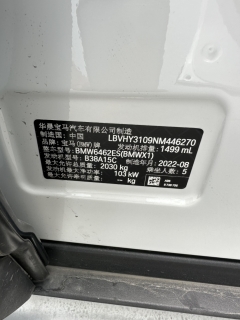 华晨宝马汽车有限公司制造
制造国：中国 LBVHY3109NM446270
品牌：宝马(BMW)牌 发动机排量：1499 mL
整车型号：BMW6462ES(BMWX1)
发动机型号：B38A15C 制造年月：2022-08
最大允许总质量：2030 kg 乘坐人数：5
发动机最大净功率：103 kW
-- kg